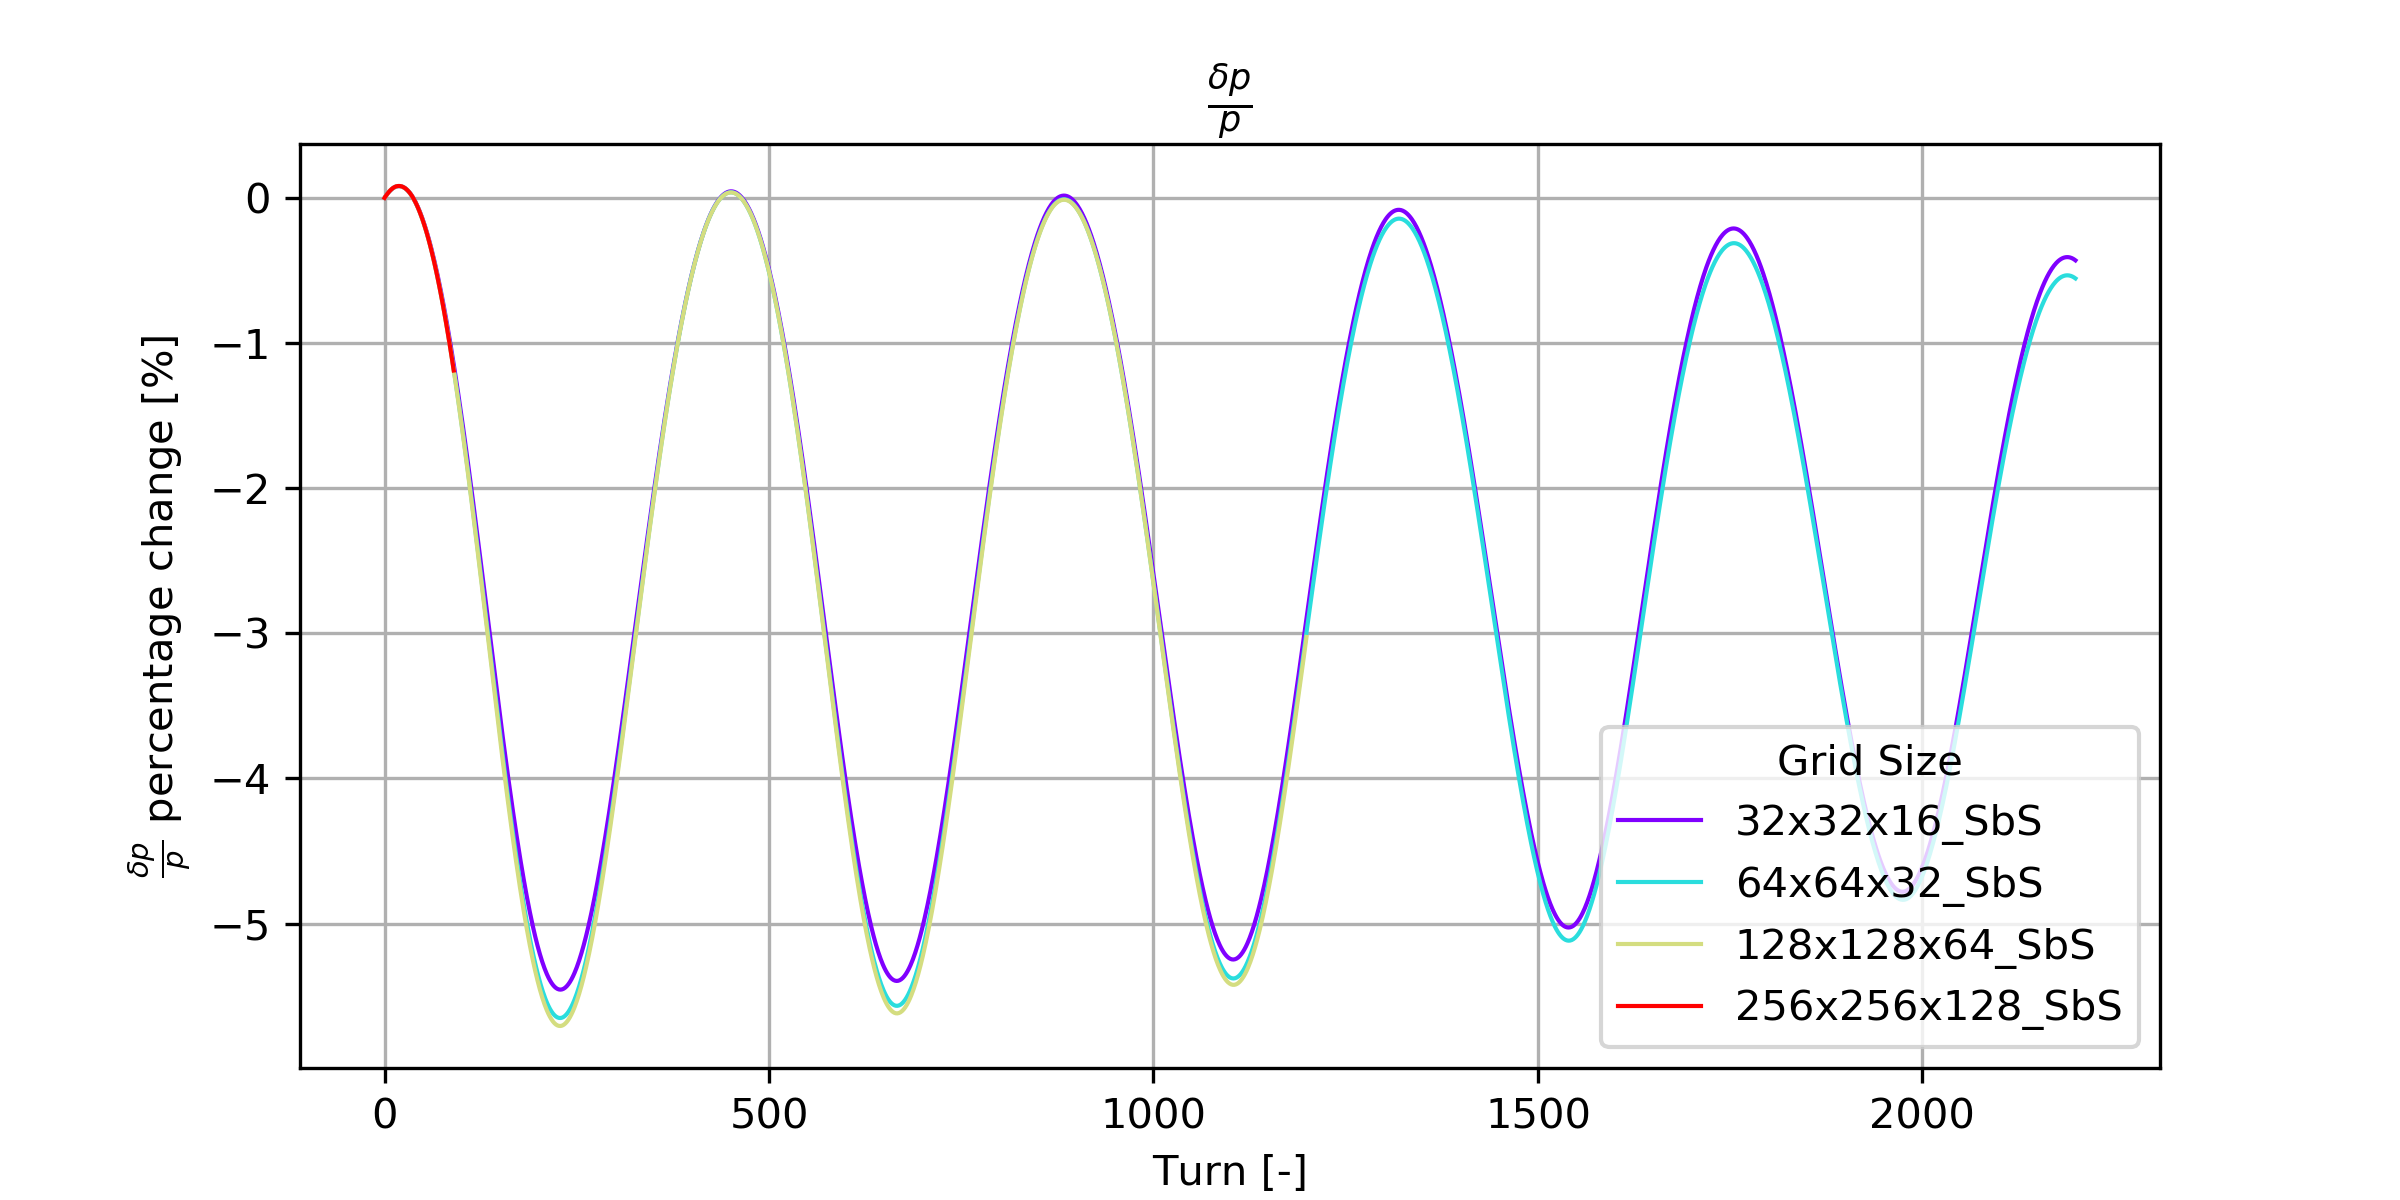 δp/p
0
−1
−2
−3
−4
−5
δp/p percentage change [%]
Grid Size
32x32x16_SbS
64x64x32_SbS
128x128x64_SbS
256x256x128_SbS
0 500 1000 1500 2000
Turn [-]